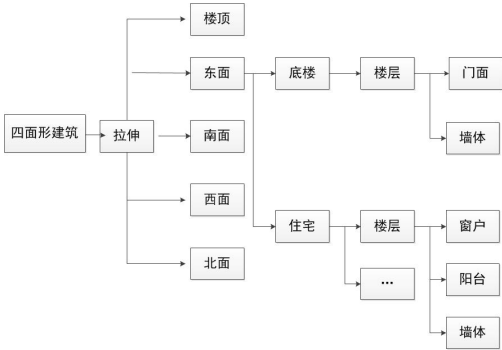 楼顶
东面
底楼
楼层
门面
四面形建筑
拉伸
南面
墙体
西面
住宅
楼层
窗户
北面
...
阳台
墙体